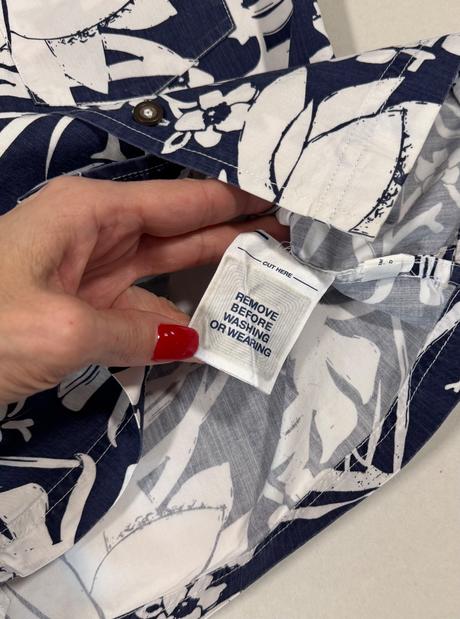 CUT HERE
REMOVE
BEFORE
WASHING
OR WEARING